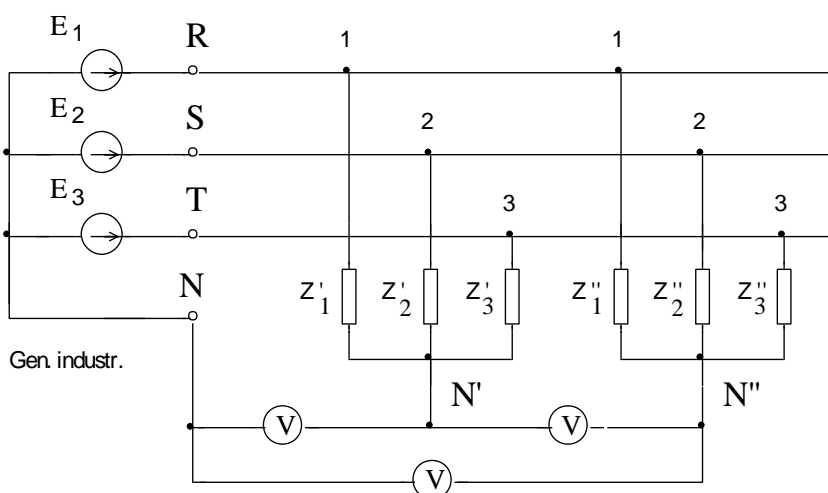 E1 R 1 1
E2 S 2 2
E3 T 3 3
N Z'1 Z'2 Z'3 Z''1 Z''2 Z''3
Gen. industr.
N' N"
V V
V